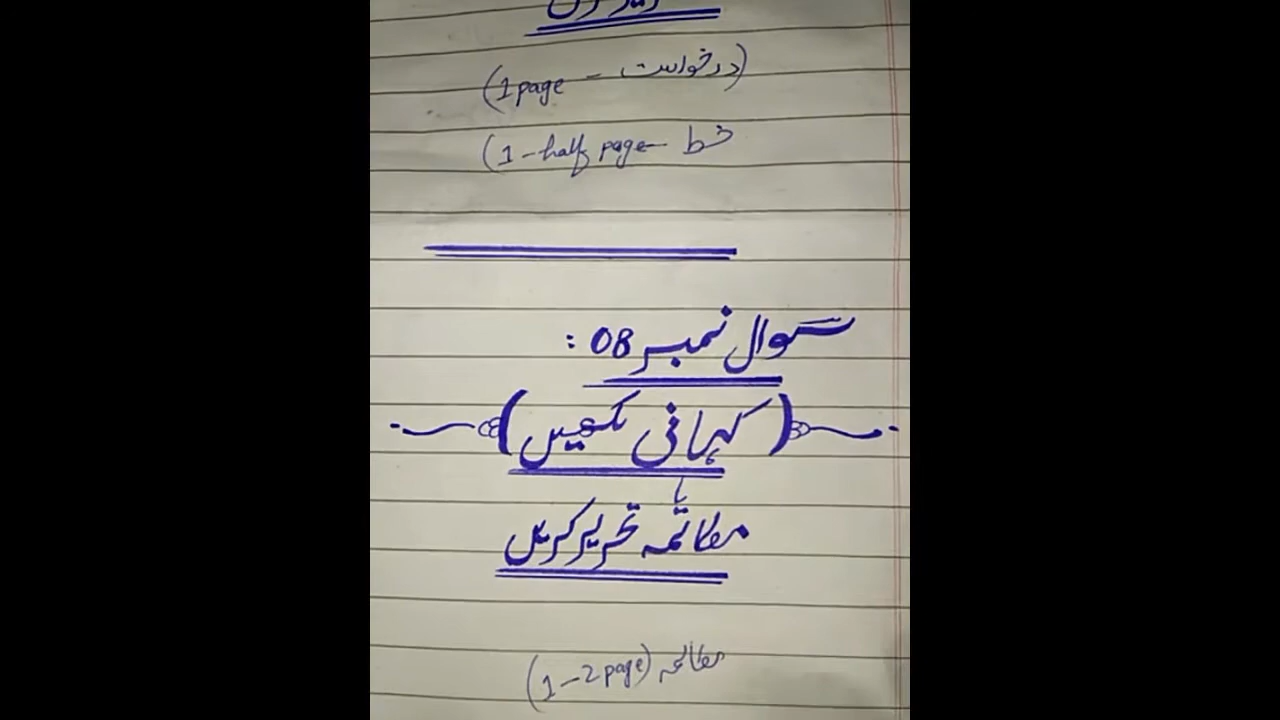 (درخواست - 1 page)
خط - 1-half page)
سوال نمبر 08:
(کہانی لکھیں)
یا
مکالمہ تحریر کریں
مکالمہ (1-2 page)